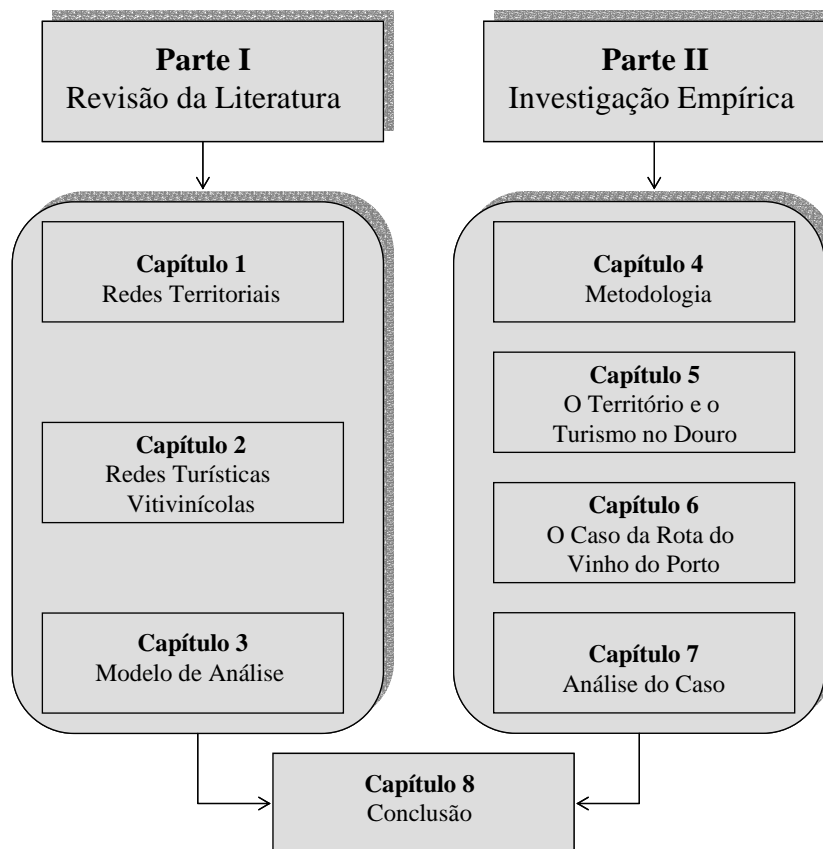 Parte I
Revisão da Literatura
Capítulo 1
Redes Territoriais
Capítulo 2
Redes Turísticas
Vitivinícolas
Capítulo 3
Modelo de Análise
Parte II
Investigação Empírica
Capítulo 4
Metodologia
Capítulo 5
O Território e o
Turismo no Douro
Capítulo 6
O Caso da Rota do
Vinho do Porto
Capítulo 7
Análise do Caso
Capítulo 8
Conclusão